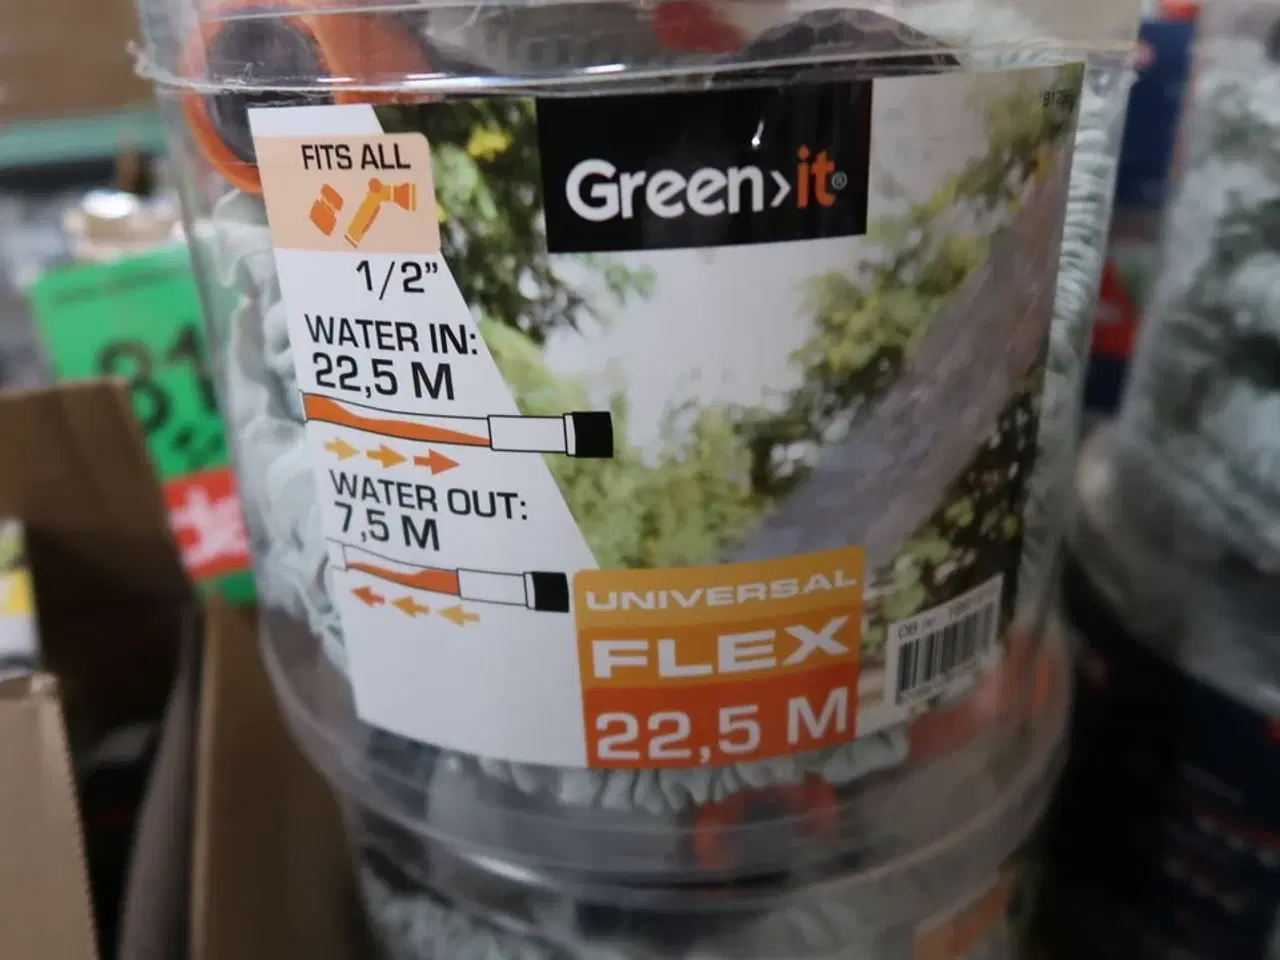 Green›it®
FITS ALL
1/2”
WATER IN:
22,5 M
WATER OUT:
7,5 M
UNIVERSAL
FLEX
22,5 M